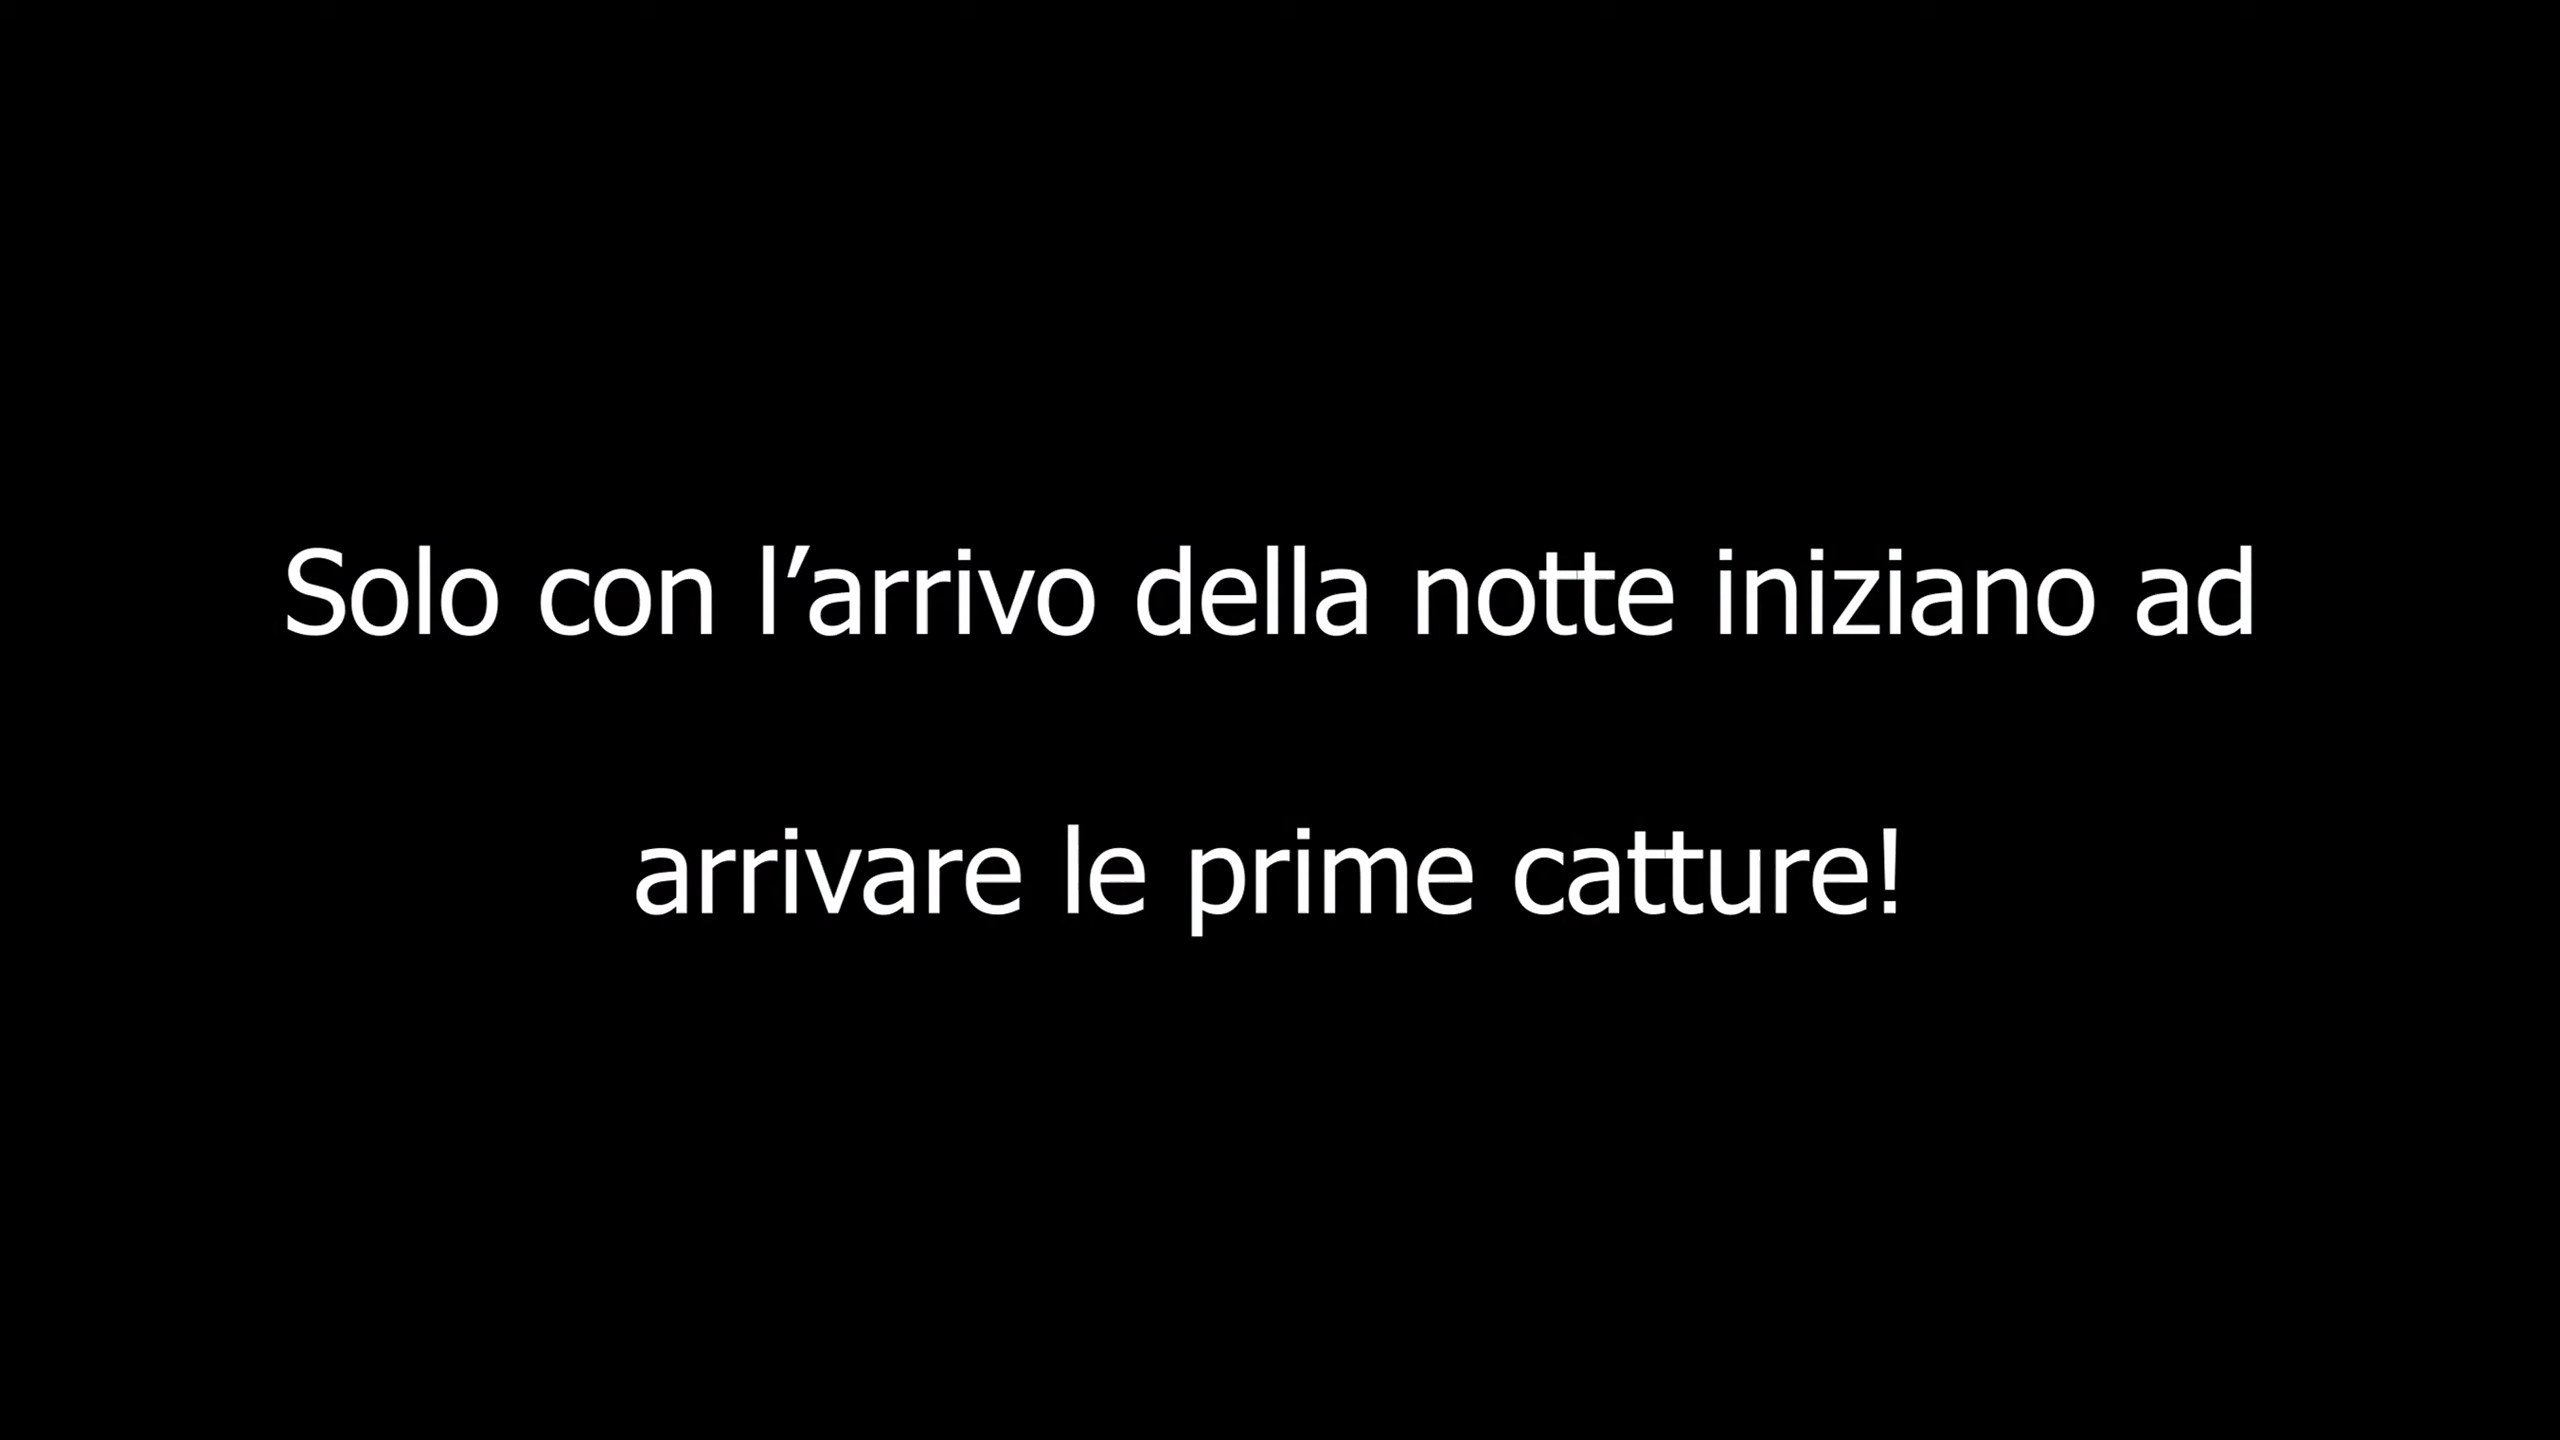 Solo con l’arrivo della notte iniziano ad
arrivare le prime catture!